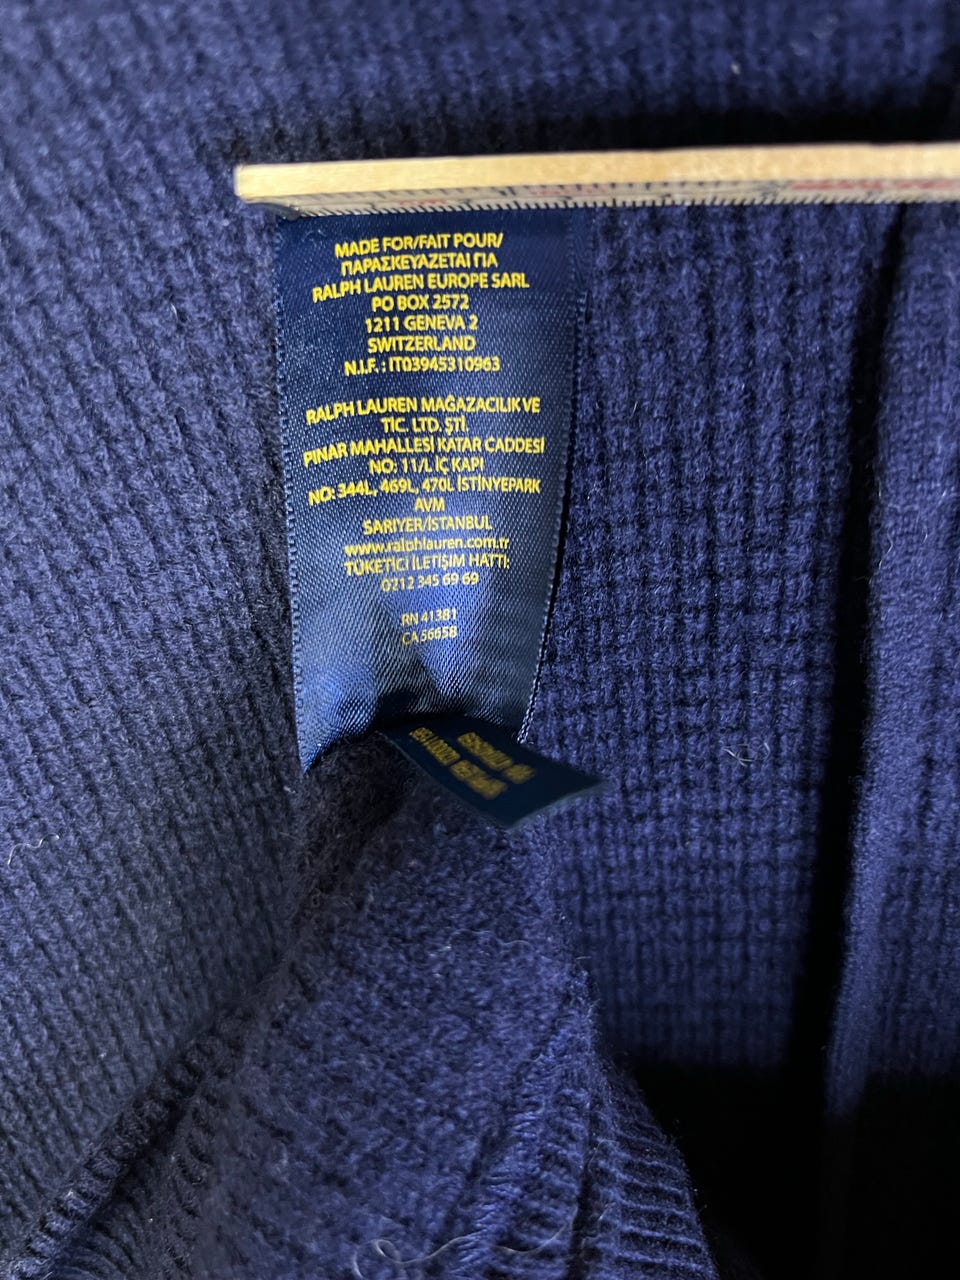 MADE FOR/FAIT POUR/
ΠΑΡΑΣΚΕΥΑΖΕΤΑΙ ΓΙΑ
RALPH LAUREN EUROPE SARL
PO BOX 2572
1211 GENEVA 2
SWITZERLAND
N.I.F. : IT03945310963
RALPH LAUREN MAĞAZACILIK VE
TIC. LTD. ŞTİ.
PINAR MAHALLESİ KATAR CADDESİ
NO: 11/L İÇ KAPI
NO: 344L, 469L, 470L İSTİNYEPARK
AVM
SARIYER/İSTANBUL
www.ralphlauren.com.tr
TÜKETİCİ İLETİŞİM HATTI:
0212 345 69 69
RN 41381
CA 56658